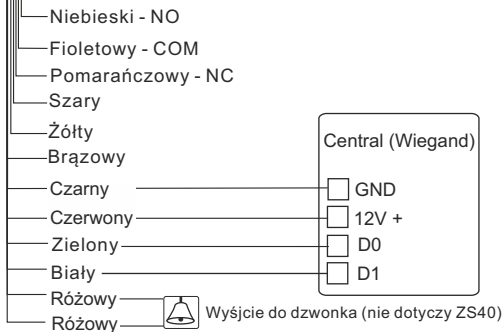 Niebieski - NO
Fioletowy - COM
Pomarańczowy - NC
Szary
Żółty
Brązowy
Central (Wiegand)
Czarny
GND
Czerwony
12V +
Zielony
D0
Biały
D1
Różowy
Wyśjcie do dzwonka (nie dotyczy ZS40)
Różowy